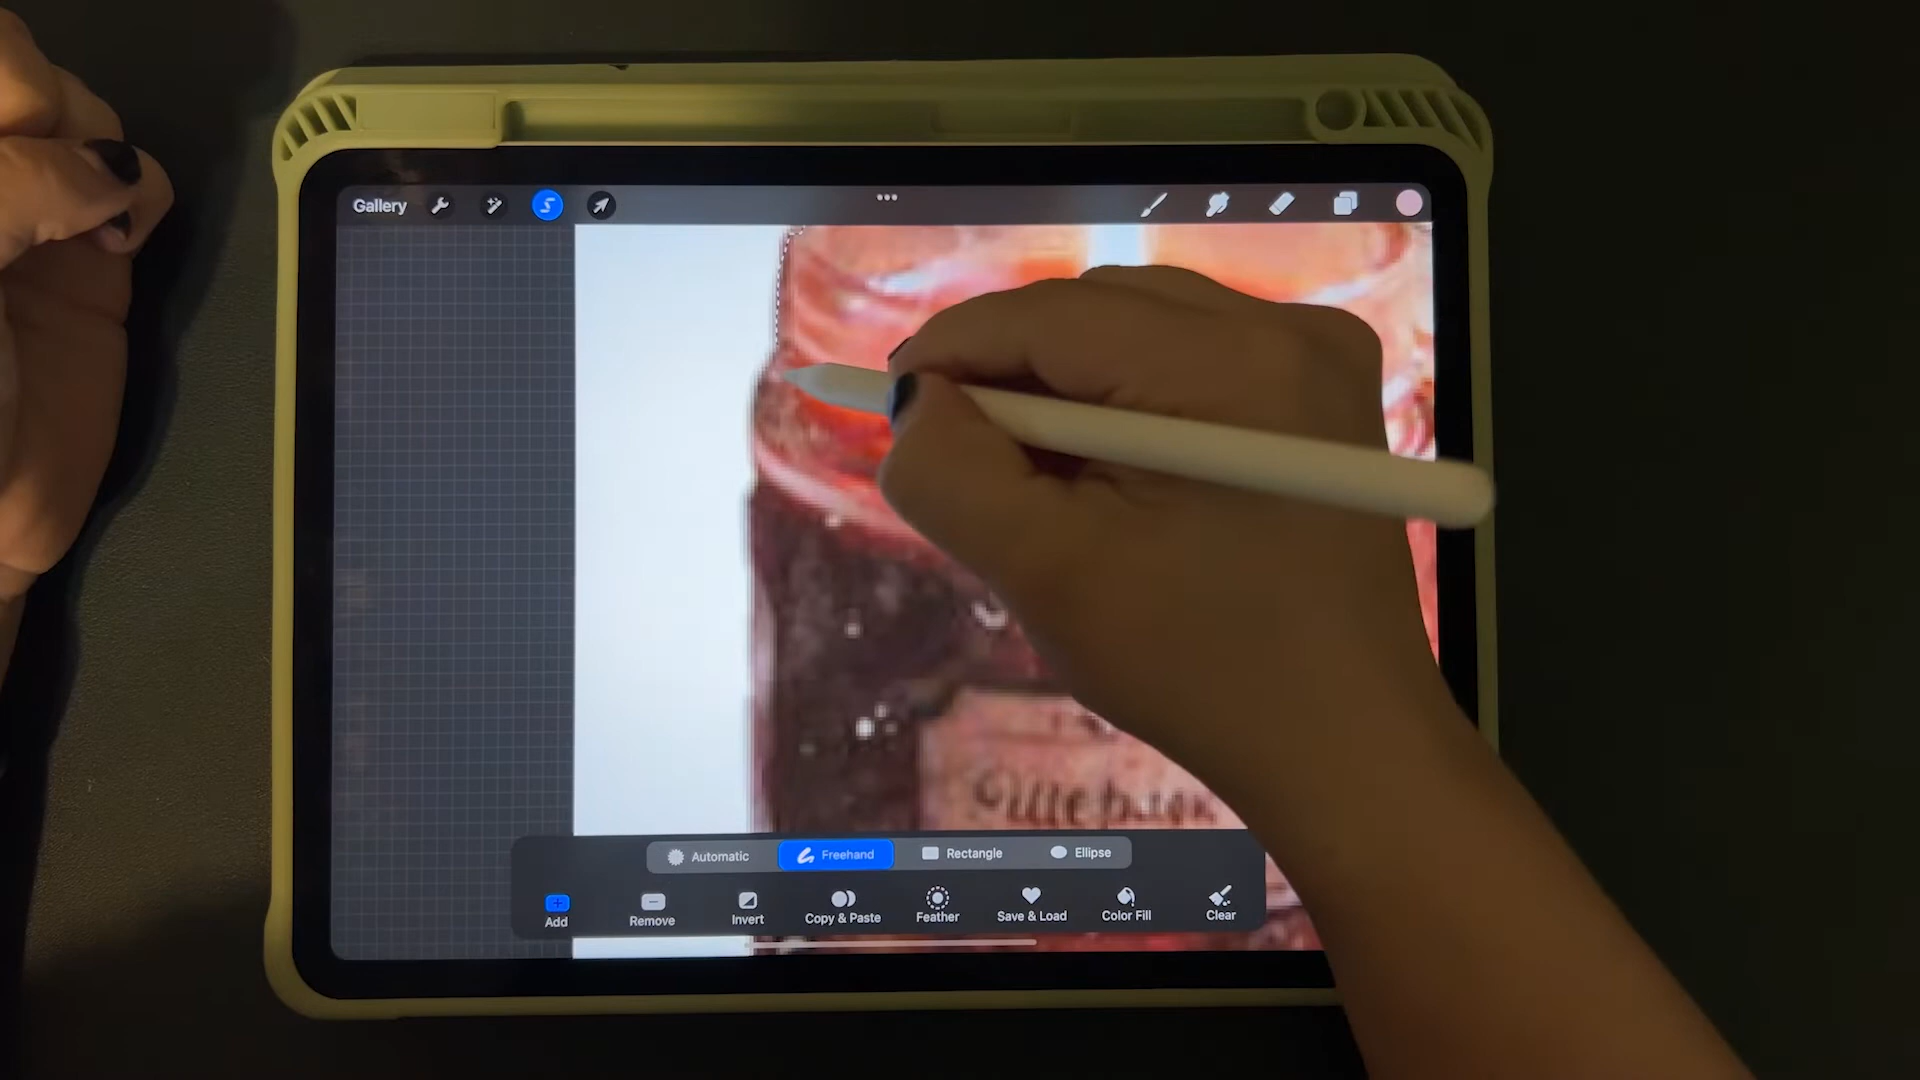 Gallery
Automatic Freehand Rectangle Ellipse
Add Remove Invert Copy & Paste Feather Save & Load Color Fill Clear